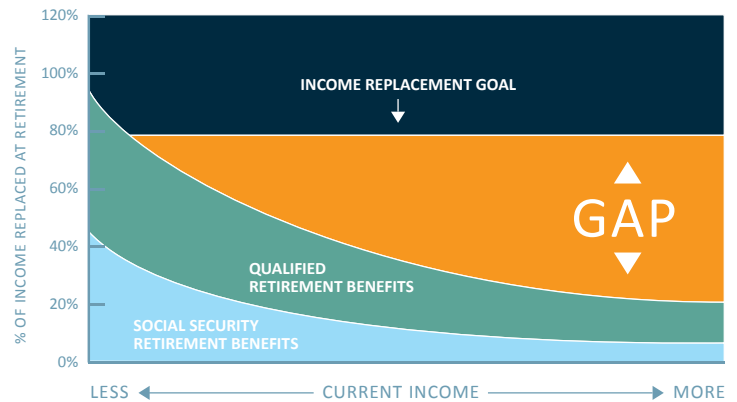 % OF INCOME REPLACED AT RETIREMENT
120%
100%
80%
60%
40%
20%
0%
INCOME REPLACEMENT GOAL
GAP
QUALIFIED
RETIREMENT BENEFITS
SOCIAL SECURITY
RETIREMENT BENEFITS
LESS CURRENT INCOME MORE